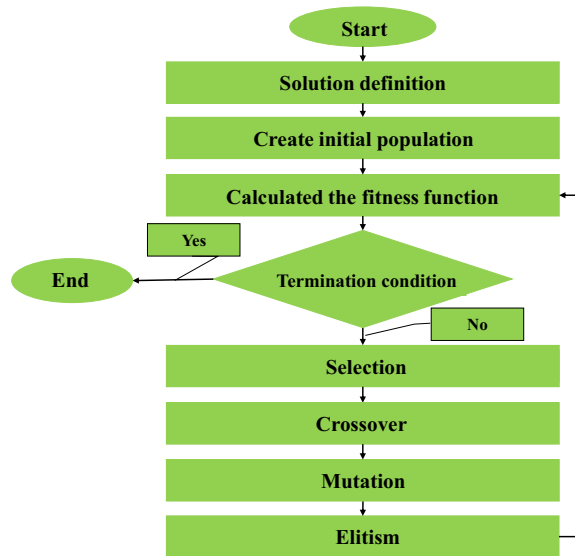 Start
Solution definition
Create initial population
Calculated the fitness function
Yes
End
Termination condition
No
Selection
Crossover
Mutation
Elitism